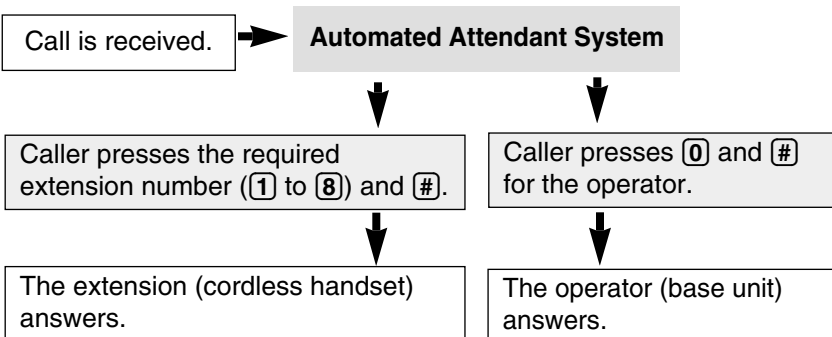 Call is received.
Automated Attendant System
Caller presses the required
extension number (1 to 8) and #.
Caller presses 0 and #
for the operator.
The extension (cordless handset)
answers.
The operator (base unit)
answers.